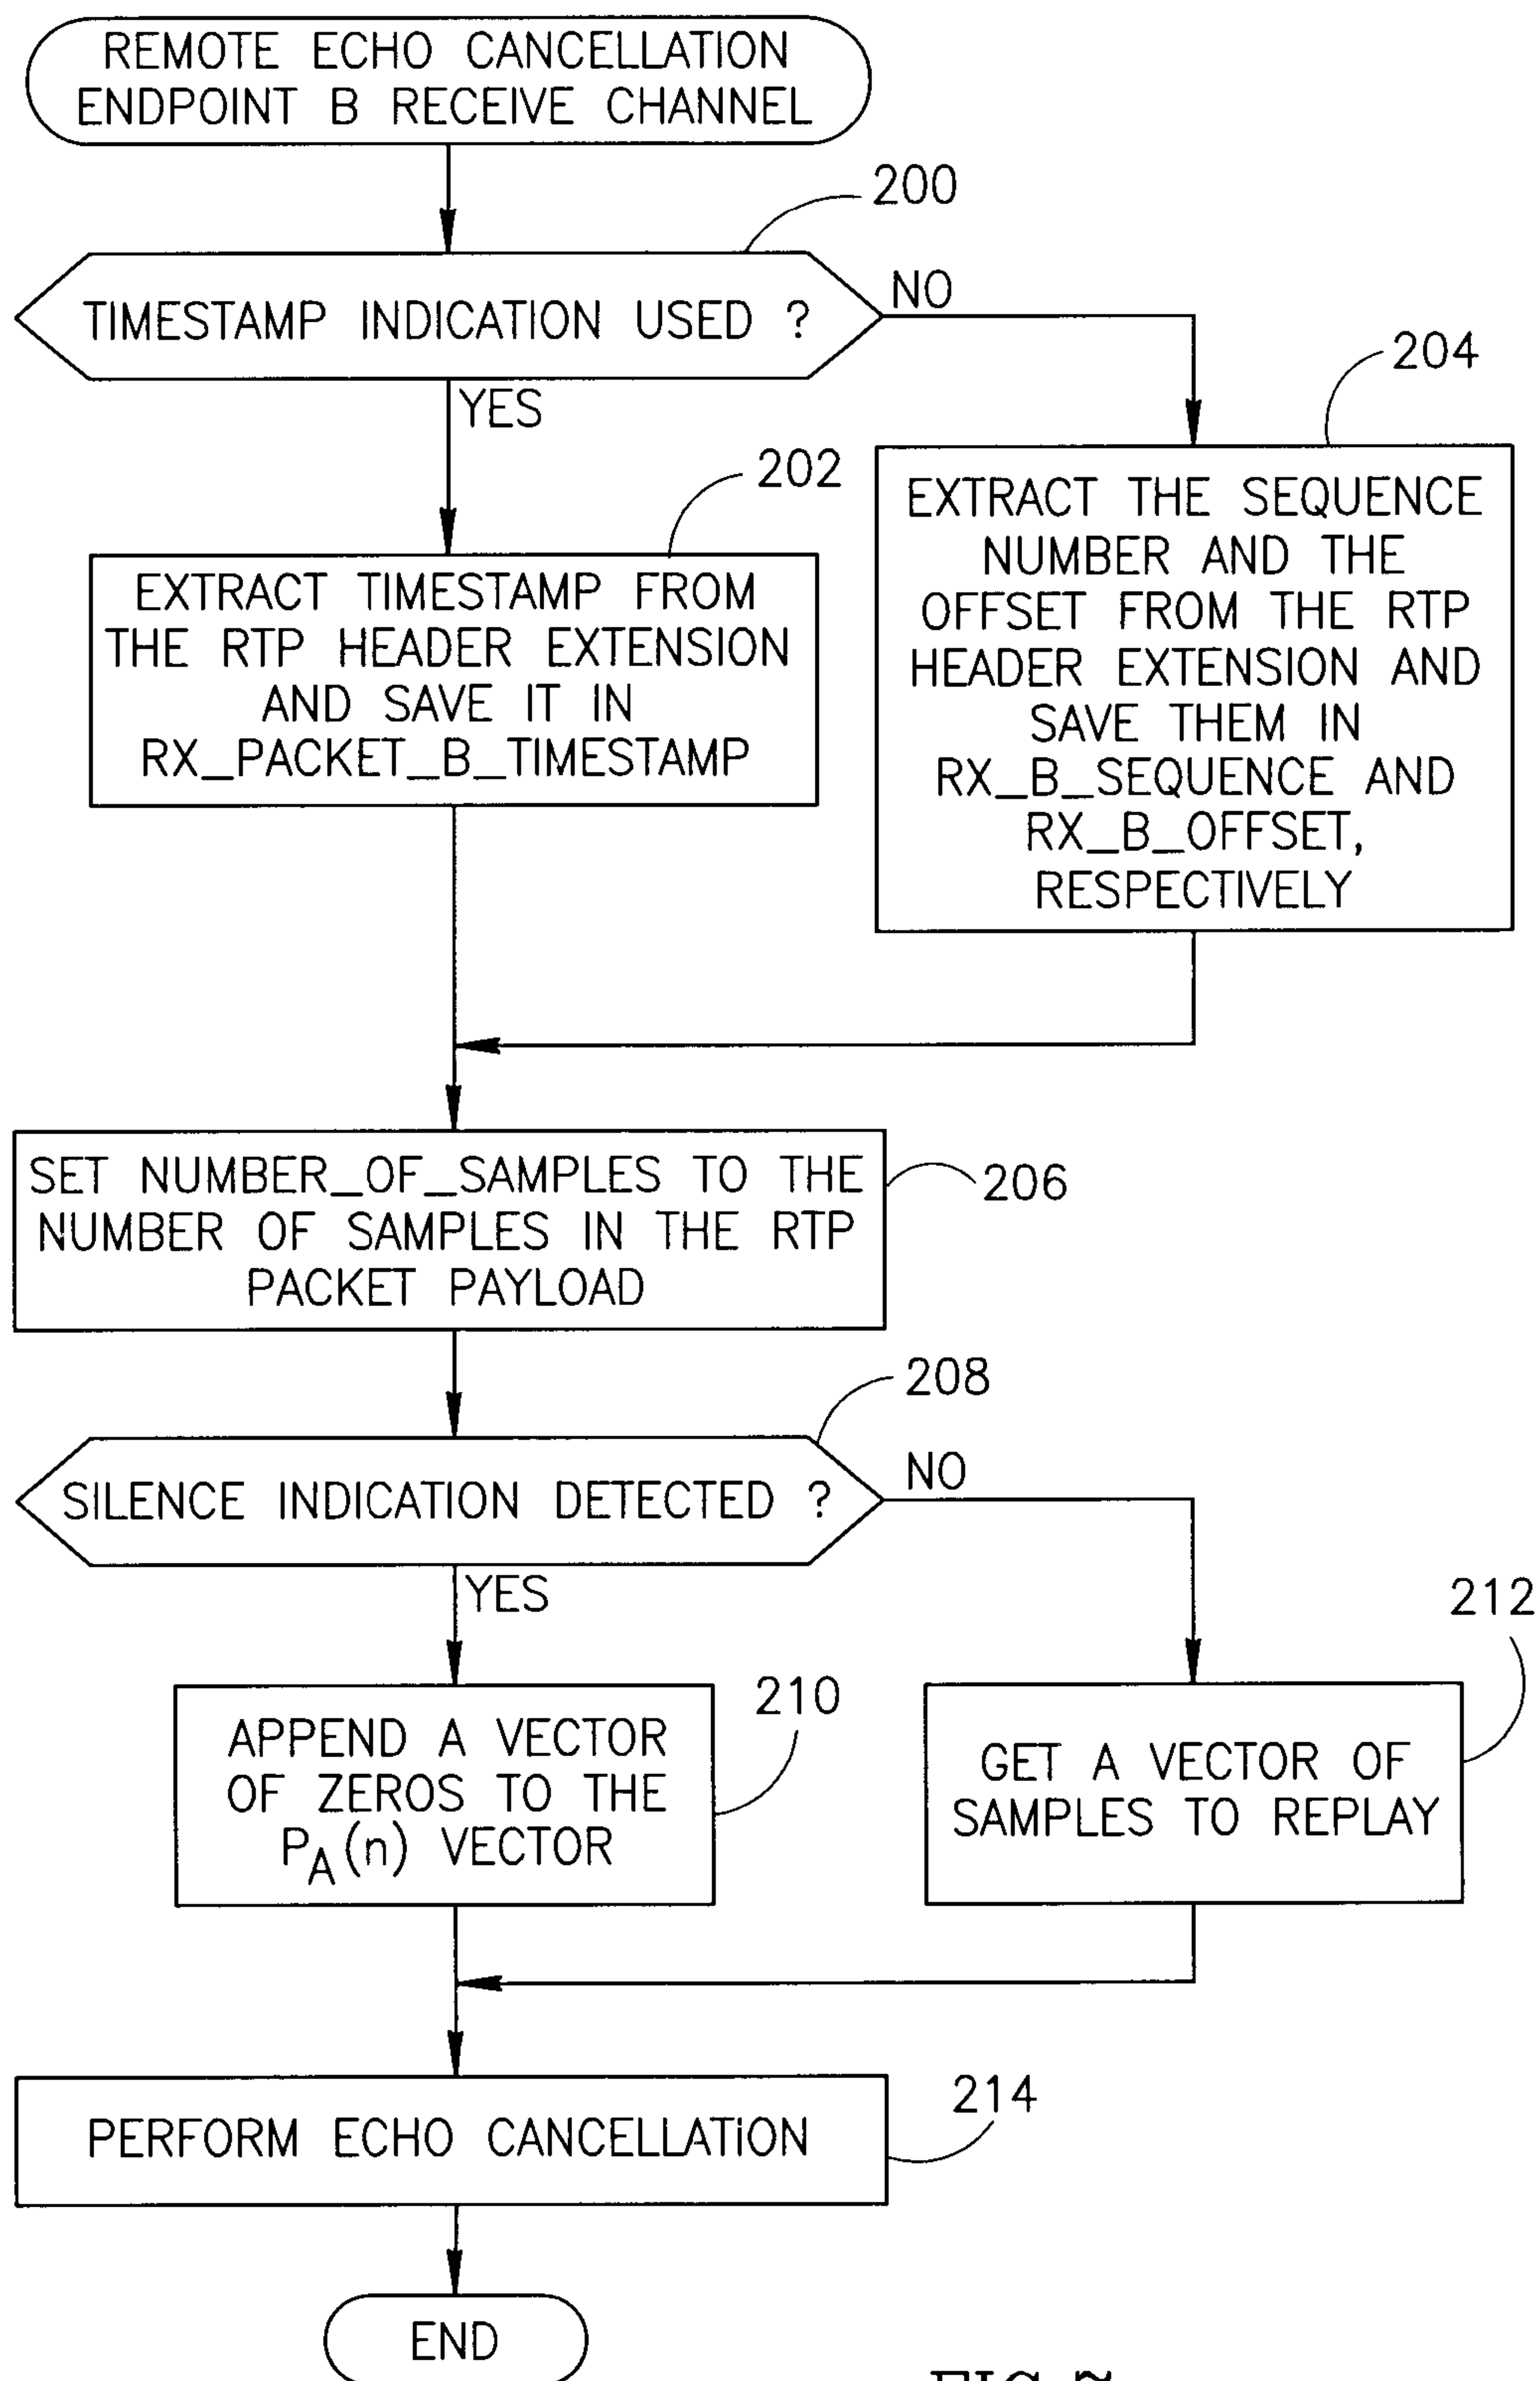 REMOTE ECHO CANCELLATION
ENDPOINT B RECEIVE CHANNEL
200
TIMESTAMP INDICATION USED ?
NO
YES
204
202
EXTRACT THE SEQUENCE
NUMBER AND THE
OFFSET FROM THE RTP
HEADER EXTENSION AND
SAVE THEM IN
RX_B_SEQUENCE AND
RX_B_OFFSET,
RESPECTIVELY
EXTRACT TIMESTAMP FROM
THE RTP HEADER EXTENSION
AND SAVE IT IN
RX_PACKET_B_TIMESTAMP
SET NUMBER_OF_SAMPLES TO THE
NUMBER OF SAMPLES IN THE RTP
PACKET PAYLOAD
206
208
SILENCE INDICATION DETECTED ?
NO
YES
212
210
APPEND A VECTOR
OF ZEROS TO THE
PA(n) VECTOR
GET A VECTOR OF
SAMPLES TO REPLAY
214
PERFORM ECHO CANCELLATiON
END